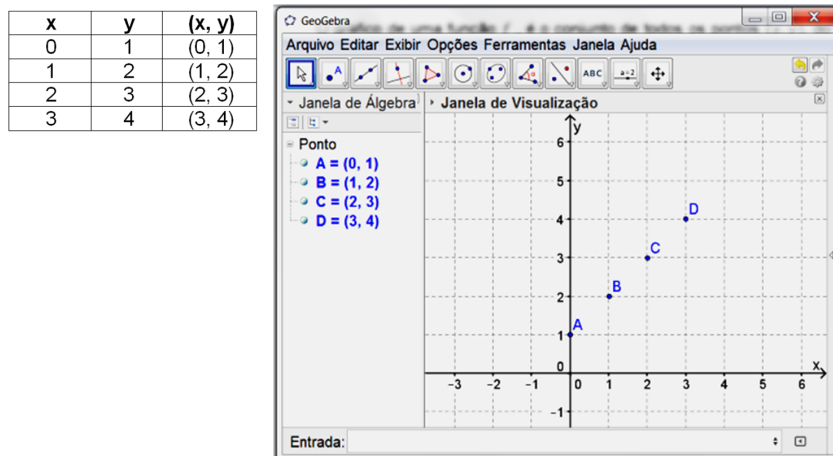 x y (x, y)
0 1 (0, 1)
1 2 (1, 2)
2 3 (2, 3)
3 4 (3, 4)
GeoGebra
Arquivo Editar Exibir Opções Ferramentas Janela Ajuda
A ABC a=2
Janela de Álgebra
Janela de Visualização
Ponto
A = (0, 1)
B = (1, 2)
C = (2, 3)
D = (3, 4)
y
6
5
4
3
2
1
0
-1
D
C
B
A
x
-3 -2 -1 0 1 2 3 4 5 6
Entrada: